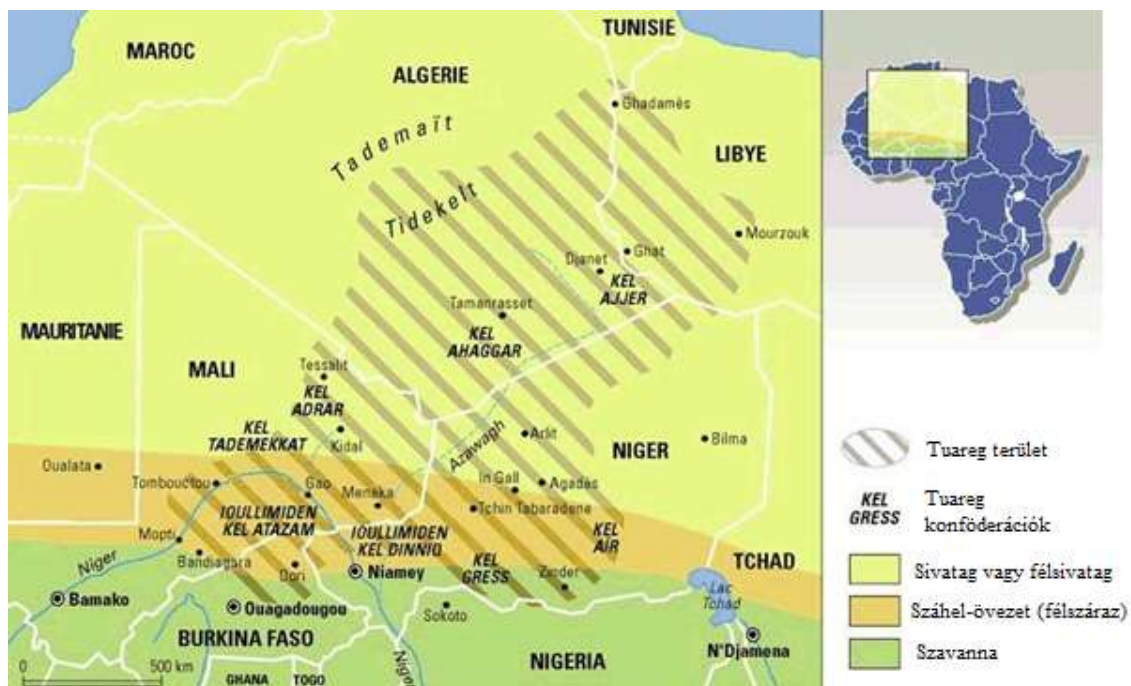 MAROC
TUNISIE
ALGERIE
Ghadamès
Tademaït
LIBYE
Tidekelt
Mourzouk
Ghat
Djanet
KEL
AJJER
Tamanrasset
KEL
AHAGGAR
MAURITANIE
MALI
Tessalit
KEL
ADRAR
KEL
TADEMEKKAT
Kidal
Azawagh
Arlit
NIGER
Bilma
Oualata
Tombouctou
Gao
Menaka
In Gall
Agadès
Tchin Tabaradene
IOULLIMIDEN
KEL ATAZAM
IOULLIMIDEN
KEL DINNIQ
KEL
AIR
Mopti
Bandiagara
Niger
Dori
Niamey
KEL
GRESS
Zinder
TCHAD
Lac
Tchad
Bamako
Ouagadougou
Sokoto
BURKINA FASO
Niger
NIGERIA
N'Djamena
0 500 km
GHANA TOGO
Tuareg terület
KEL
GRESS
Tuareg
konföderációk
Sivatag vagy félsivatag
Száhel-övezet (félszáraz)
Szavanna